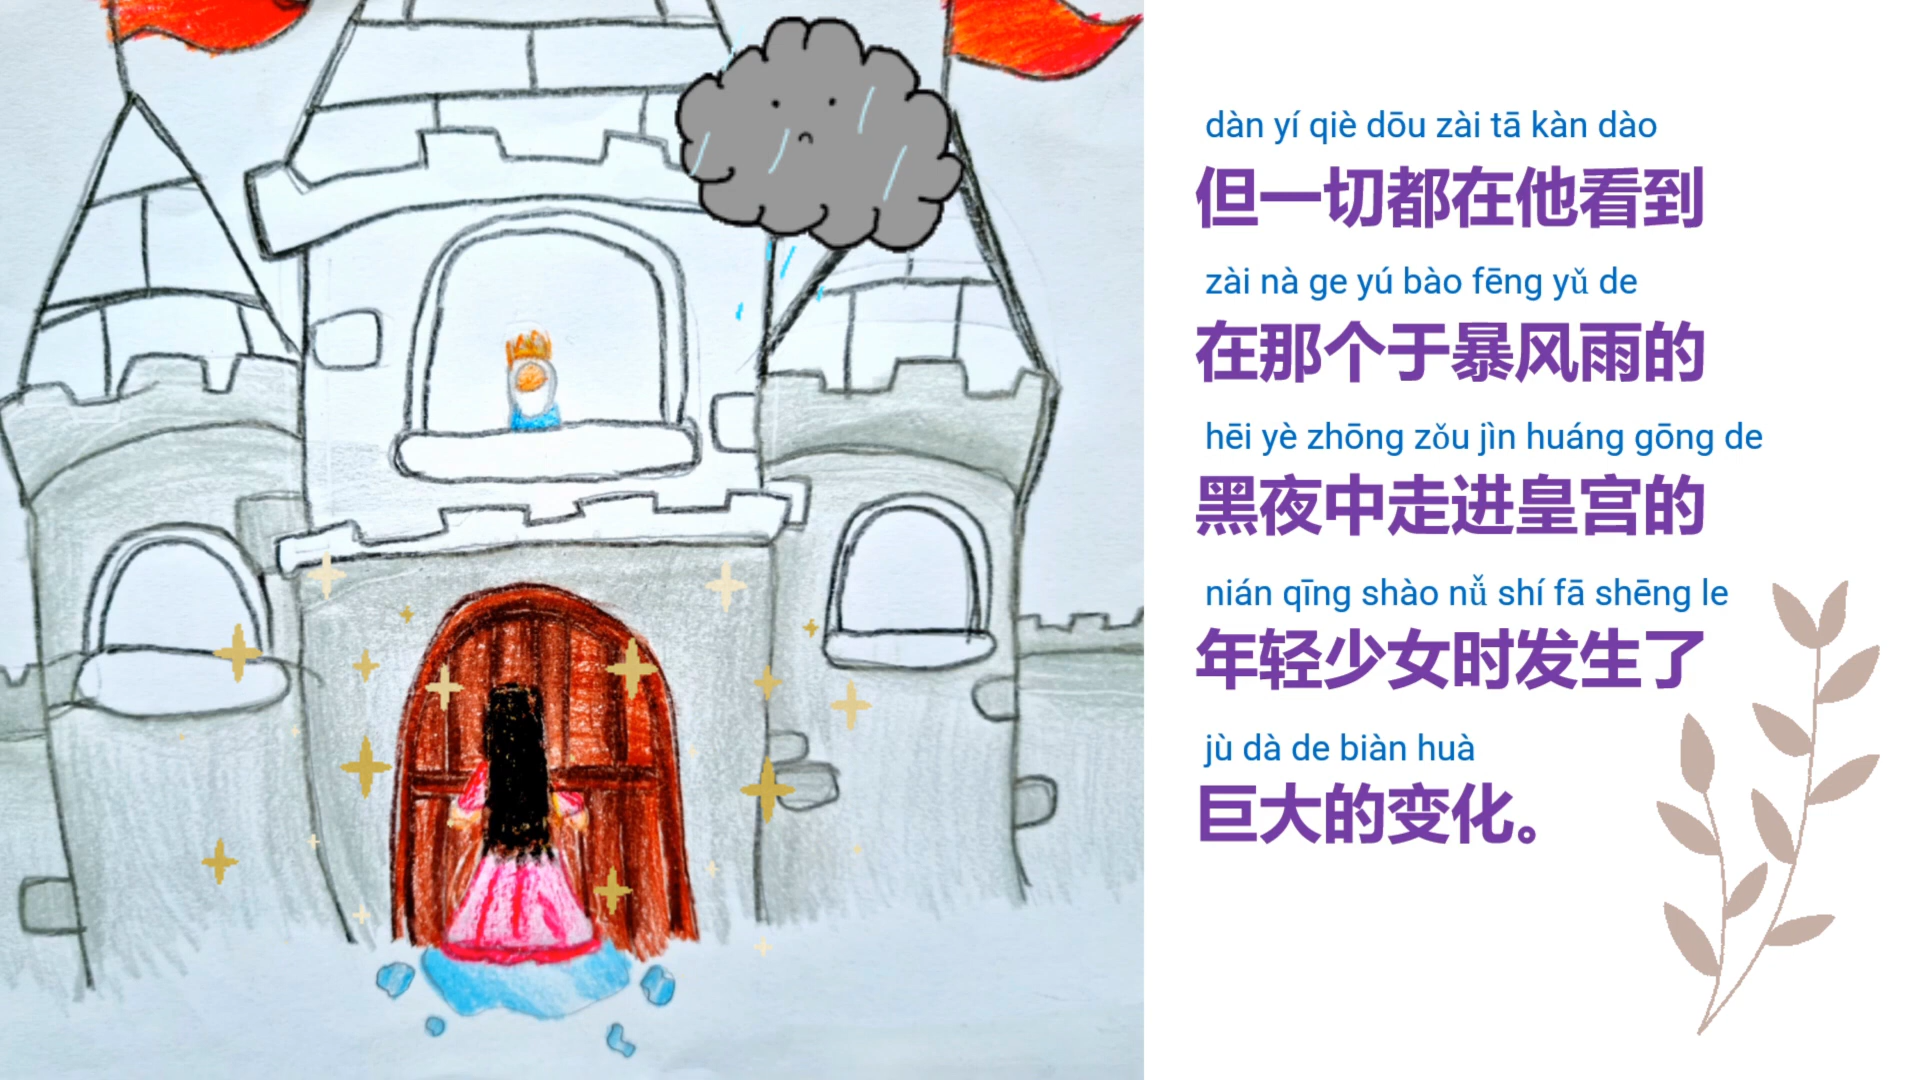 dàn yí qiè dōu zài tā kàn dào
但一切都在他看到
zài nà ge yú bào fēng yǔ de
在那个于暴风雨的
hēi yè zhōng zǒu jìn huáng gōng de
黑夜中走进皇宫的
nián qīng shào nǚ shí fā shēng le
年轻少女时发生了
jù dà de biàn huà
巨大的变化。